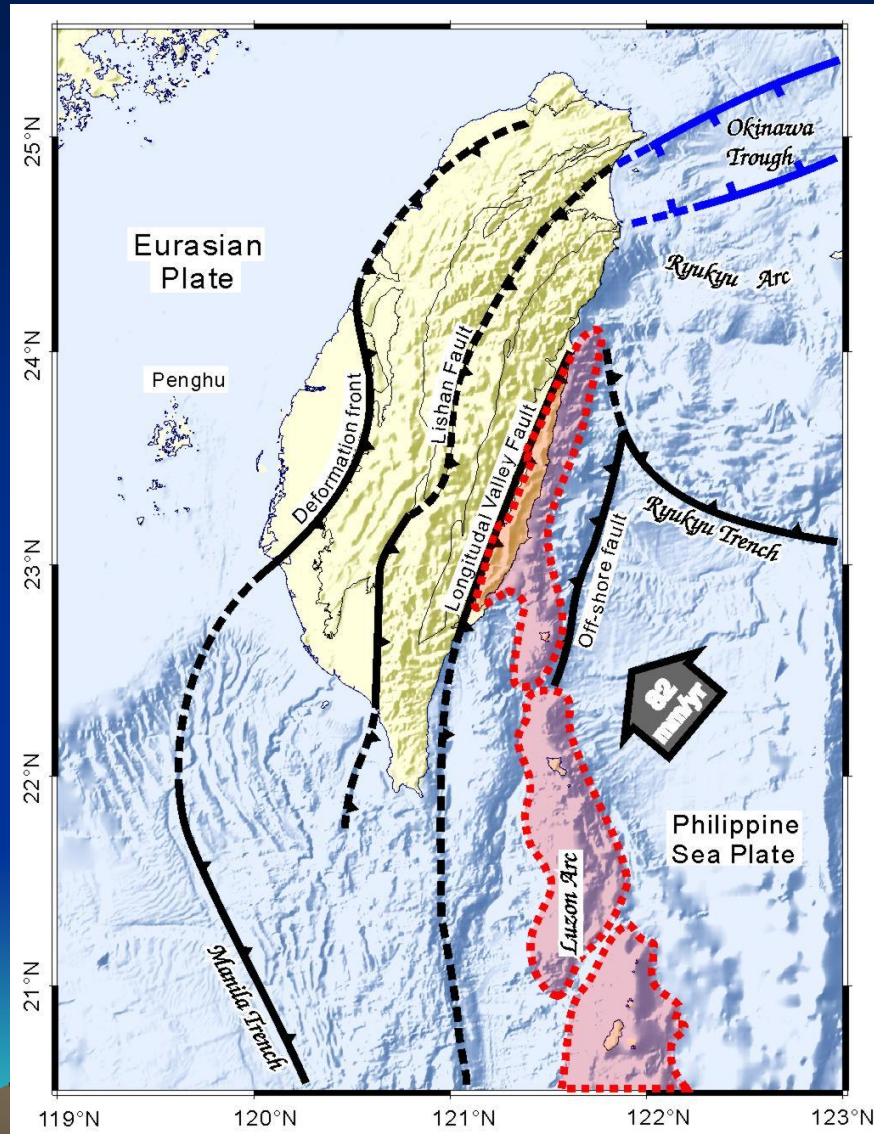 25°N
24°N
23°N
22°N
21°N
119°N
120°N
121°N
122°N
123°N
Okinawa
Trough
Ryukyu Arc
Eurasian
Plate
Penghu
Deformation front
Lishan Fault
Longitudal Valley Fault
Off-shore fault
Ryukyu Trench
82
mm/yr
Philippine
Sea Plate
Luzon Arc
Manila Trench